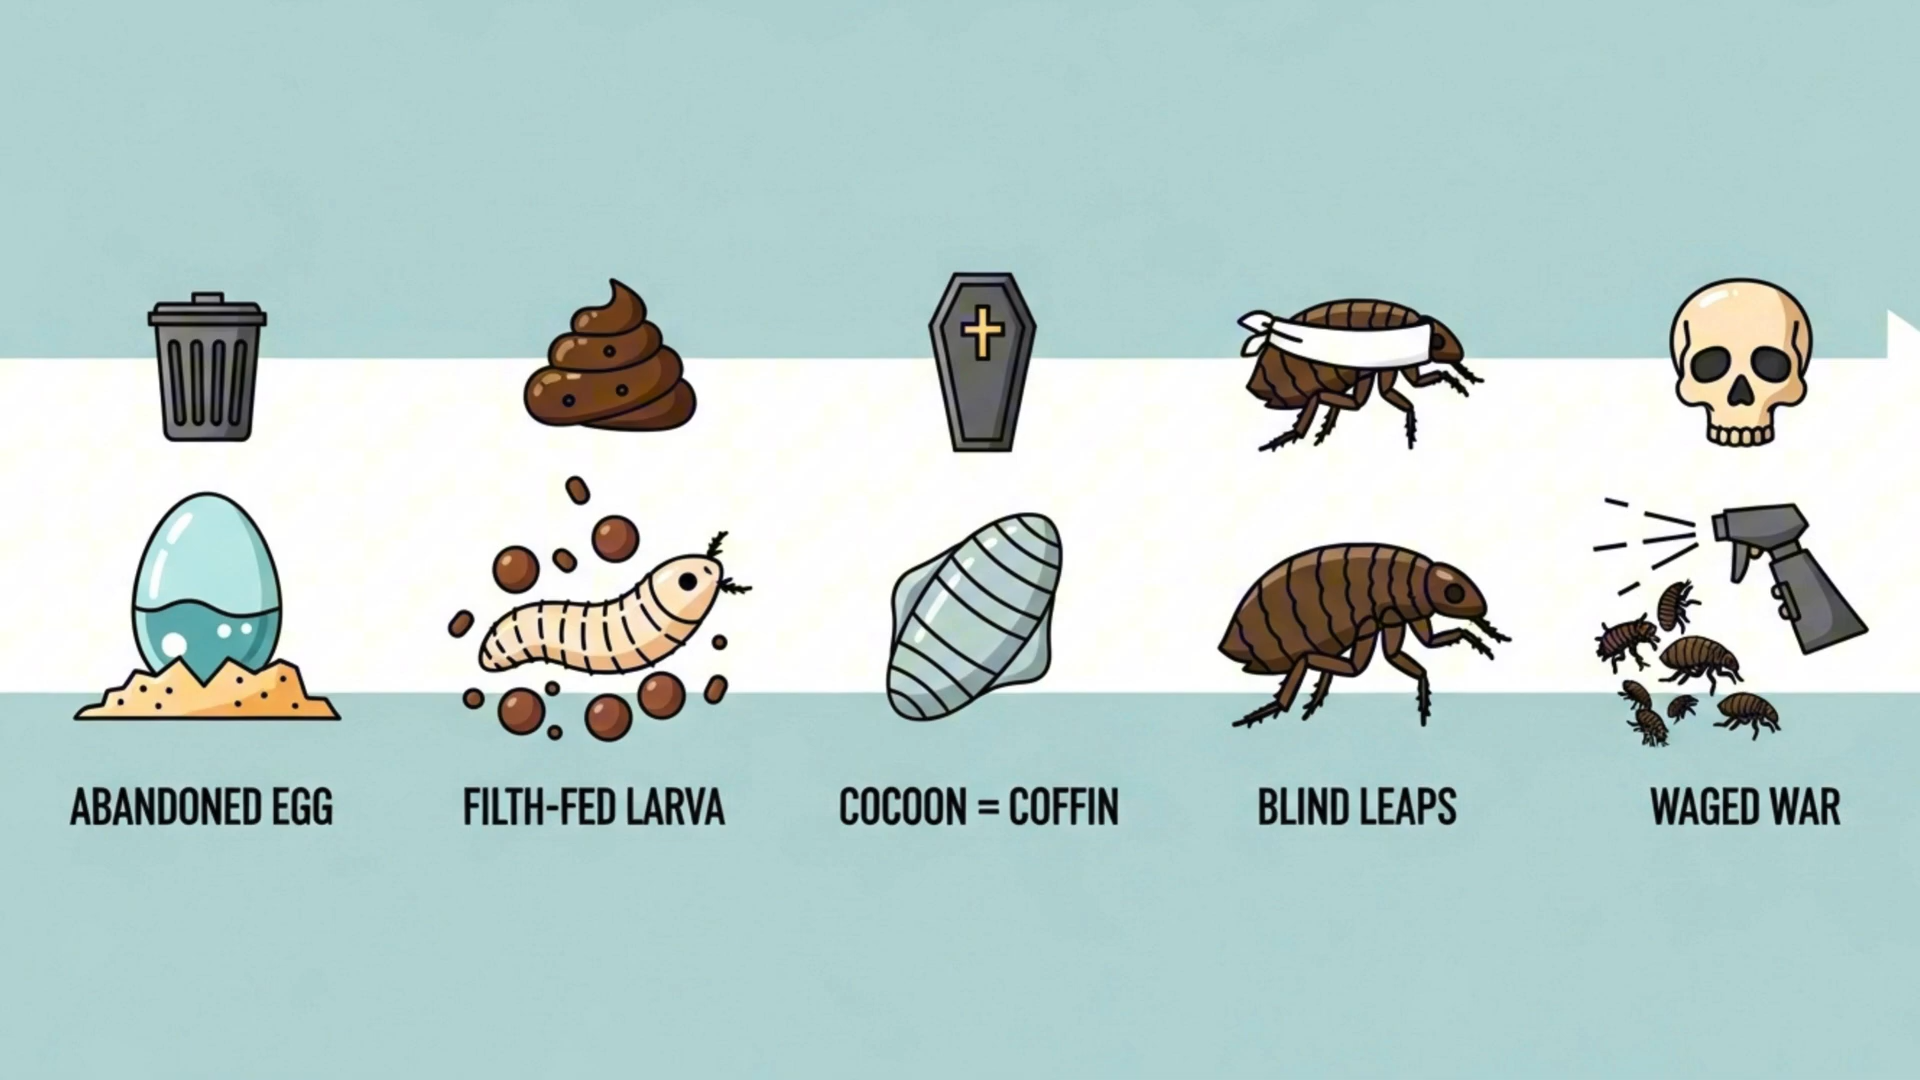 ABANDONED EGG
FILTH-FED LARVA
COCOON = COFFIN
BLIND LEAPS
WAGED WAR